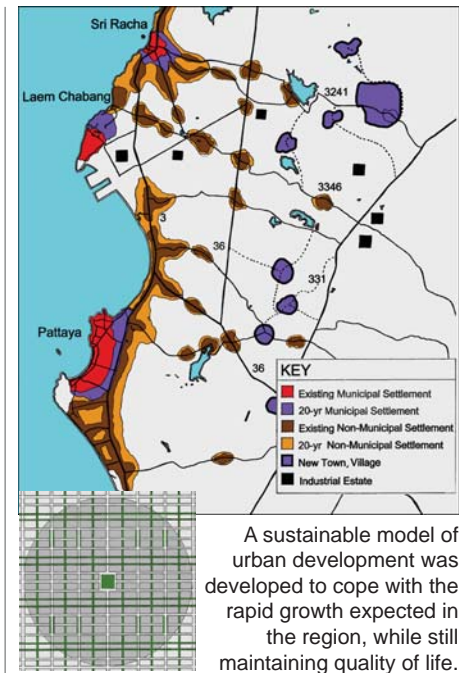 Sri Racha
Laem Chabang
3241
3346
3
36
331
Pattaya
36
KEY
Existing Municipal Settlement
20-yr Municipal Settlement
Existing Non-Municipal Settlement
20-yr Non-Municipal Settlement
New Town, Village
Industrial Estate
A sustainable model of
urban development was
developed to cope with the
rapid growth expected in
the region, while still
maintaining quality of life.